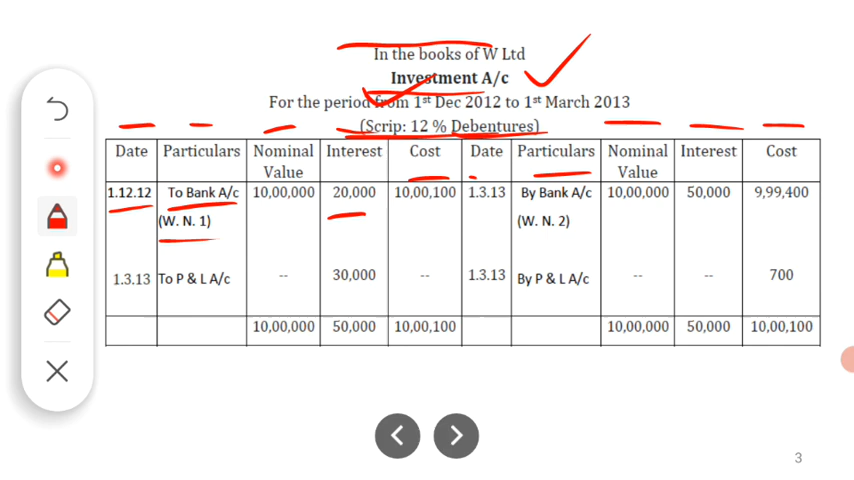 In the books of W Ltd
Investment A/c
For the period from 1st Dec 2012 to 1st March 2013
(Scrip: 12 % Debentures)
Date Particulars Nominal Value Interest Cost Date Particulars Nominal Value Interest Cost
1.12.12 To Bank A/c 10,00,000 20,000 10,00,100 1.3.13 By Bank A/c 10,00,000 50,000 9,99,400
(W. N. 1) (W. N. 2)
1.3.13 To P & L A/c -- 30,000 -- 1.3.13 By P & L A/c -- -- 700
10,00,000 50,000 10,00,100 10,00,000 50,000 10,00,100
3